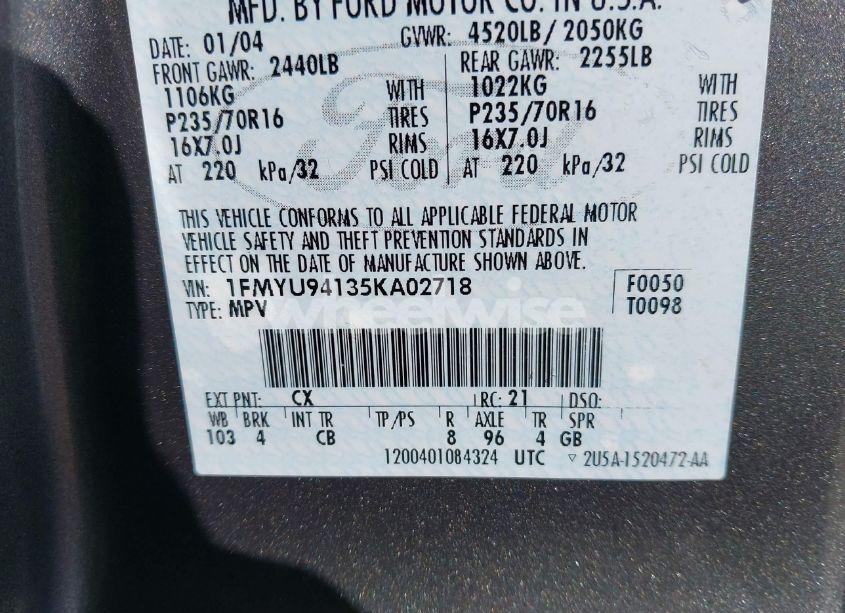 MFD. BY FORD MOTOR CO. IN U.S.A.
DATE: 01/04 GVWR: 4520LB/ 2050KG
FRONT GAWR: 2440LB REAR GAWR: 2255LB
1106KG WITH 1022KG WITH
P235/70R16 TIRES P235/70R16 TIRES
16X7.0J RIMS 16X7.0J RIMS
AT 220 kPa/32 PSI COLD AT 220 kPa/32 PSI COLD
Ford
THIS VEHICLE CONFORMS TO ALL APPLICABLE FEDERAL MOTOR
VEHICLE SAFETY AND THEFT PREVENTION STANDARDS IN
EFFECT ON THE DATE OF MANUFACTURE SHOWN ABOVE.
VIN: 1FMYU94135KA02718 F0050
TYPE: MPV T0098
wheelwise
EXT PNT: CX RC: 21 DSO:
WB BRK INT TR TP/PS R AXLE TR SPR
103 4 CB 8 96 4 GB
1200401084324 UTC ▽ 2U5A-1520472-AA